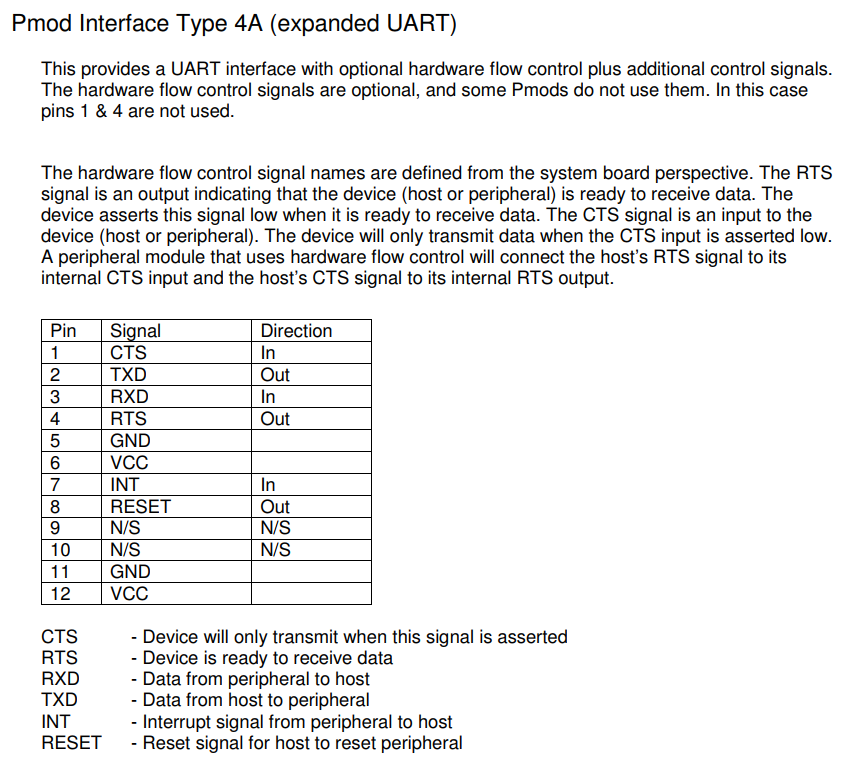 Pmod Interface Type 4A (expanded UART)
This provides a UART interface with optional hardware flow control plus additional control signals.
The hardware flow control signals are optional, and some Pmods do not use them. In this case
pins 1 & 4 are not used.
The hardware flow control signal names are defined from the system board perspective. The RTS
signal is an output indicating that the device (host or peripheral) is ready to receive data. The
device asserts this signal low when it is ready to receive data. The CTS signal is an input to the
device (host or peripheral). The device will only transmit data when the CTS input is asserted low.
A peripheral module that uses hardware flow control will connect the host's RTS signal to its
internal CTS input and the host's CTS signal to its internal RTS output.
Pin Signal Direction
1 CTS In
2 TXD Out
3 RXD In
4 RTS Out
5 GND
6 VCC
7 INT In
8 RESET Out
9 N/S N/S
10 N/S N/S
11 GND
12 VCC
CTS - Device will only transmit when this signal is asserted
RTS - Device is ready to receive data
RXD - Data from peripheral to host
TXD - Data from host to peripheral
INT - Interrupt signal from peripheral to host
RESET - Reset signal for host to reset peripheral